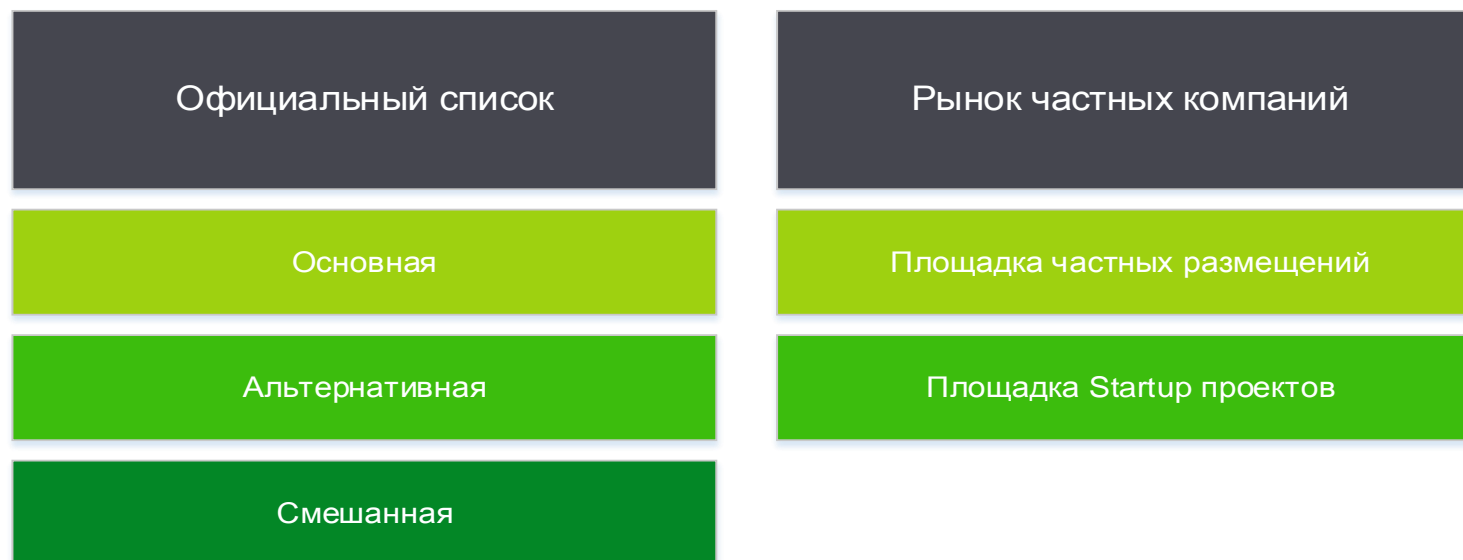 Официальный список
Основная
Альтернативная
Смешанная
Рынок частных компаний
Площадка частных размещений
Площадка Startup проектов